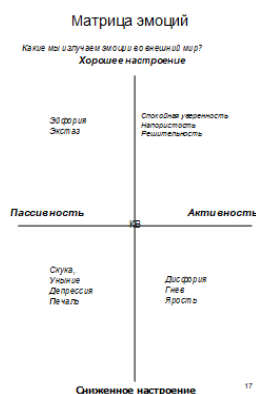 Матрица эмоций
Какие мы излучаем эмоции во внешний мир?
Хорошее настроение
Эйфория
Экстаз
Спокойная уверенность
Напористость
Решительность
Пассивность
Активность
КВ
Скука,
Уныние
Депрессия
Печаль
Дисфория
Гнев
Ярость
Сниженное настроение
17